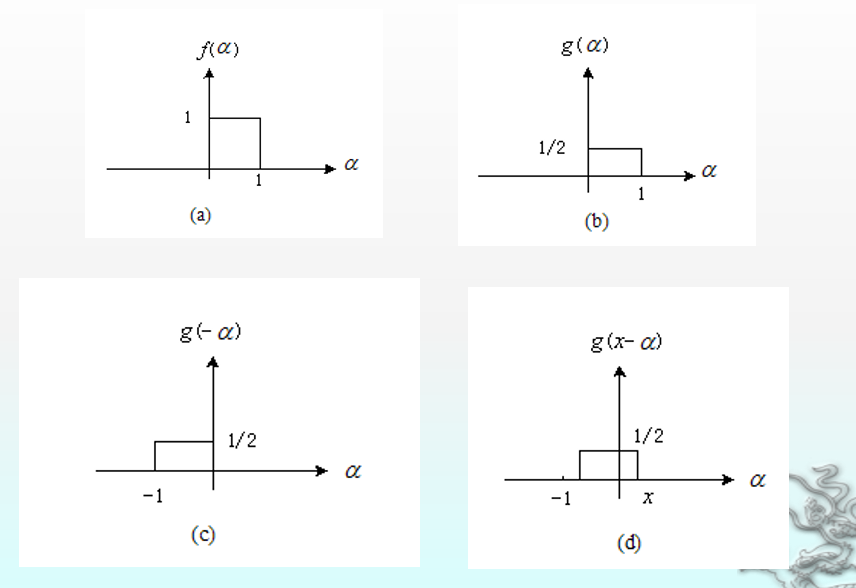 f(α)
1
α
1
(a)
g(α)
1/2
α
1
(b)
g(- α)
1/2
α
-1
(c)
g(x- α)
1/2
α
-1
x
(d)